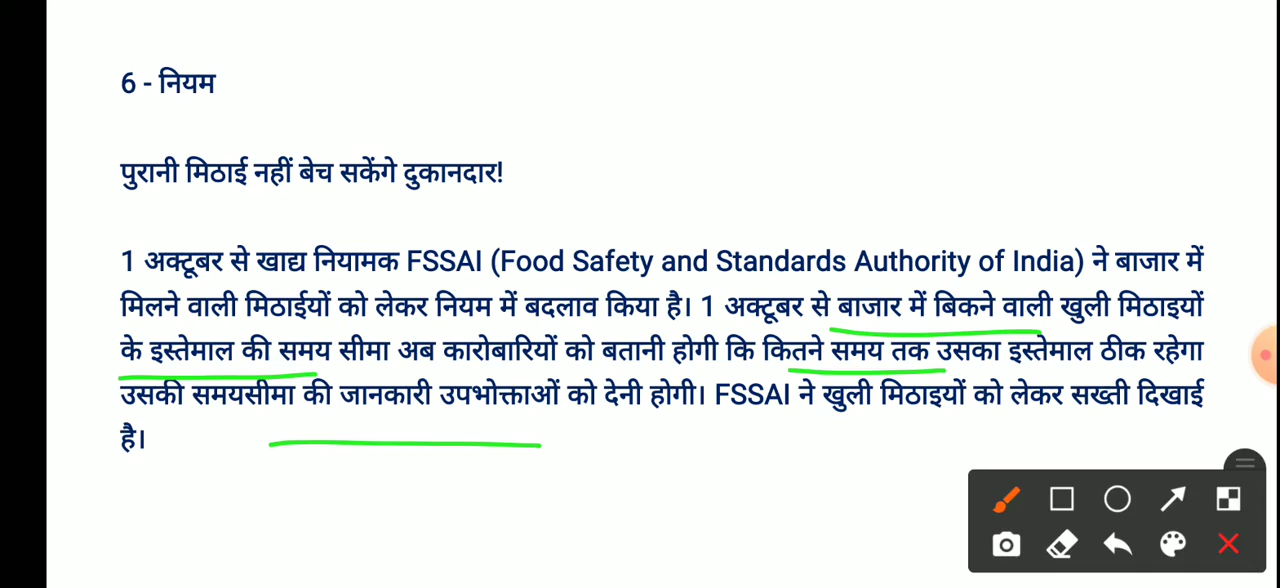 6 - नियम
पुरानी मिठाई नहीं बेच सकेंगे दुकानदार!
1 अक्टूबर से खाद्य नियामक FSSAI (Food Safety and Standards Authority of India) ने बाजार में
मिलने वाली मिठाईयों को लेकर नियम में बदलाव किया है। 1 अक्टूबर से बाजार में बिकने वाली खुली मिठाइयों
के इस्तेमाल की समय सीमा अब कारोबारियों को बतानी होगी कि कितने समय तक उसका इस्तेमाल ठीक रहेगा
उसकी समयसीमा की जानकारी उपभोक्ताओं को देनी होगी। FSSAI ने खुली मिठाइयों को लेकर सख्ती दिखाई
है।